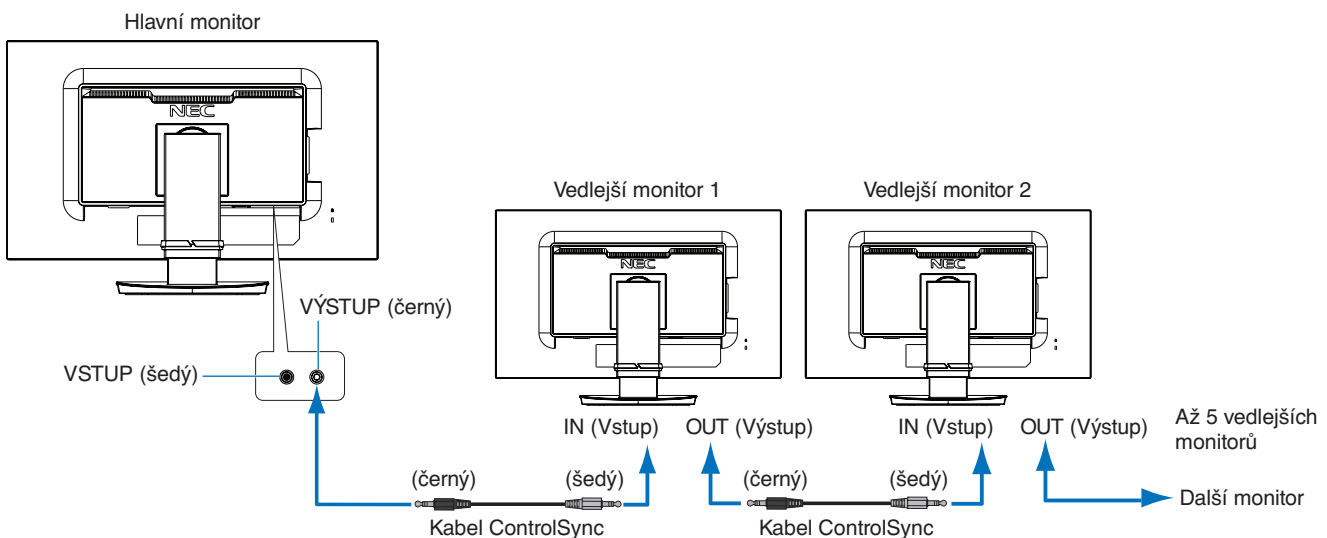 Hlavní monitor
NEC
Vedlejší monitor 1
Vedlejší monitor 2
NEC
NEC
VÝSTUP (černý)
VSTUP (šedý)
IN (Vstup)
OUT (Výstup)
IN (Vstup)
OUT (Výstup)
Až 5 vedlejších
monitorů
(černý)
(šedý)
(černý)
(šedý)
Další monitor
Kabel ControlSync
Kabel ControlSync